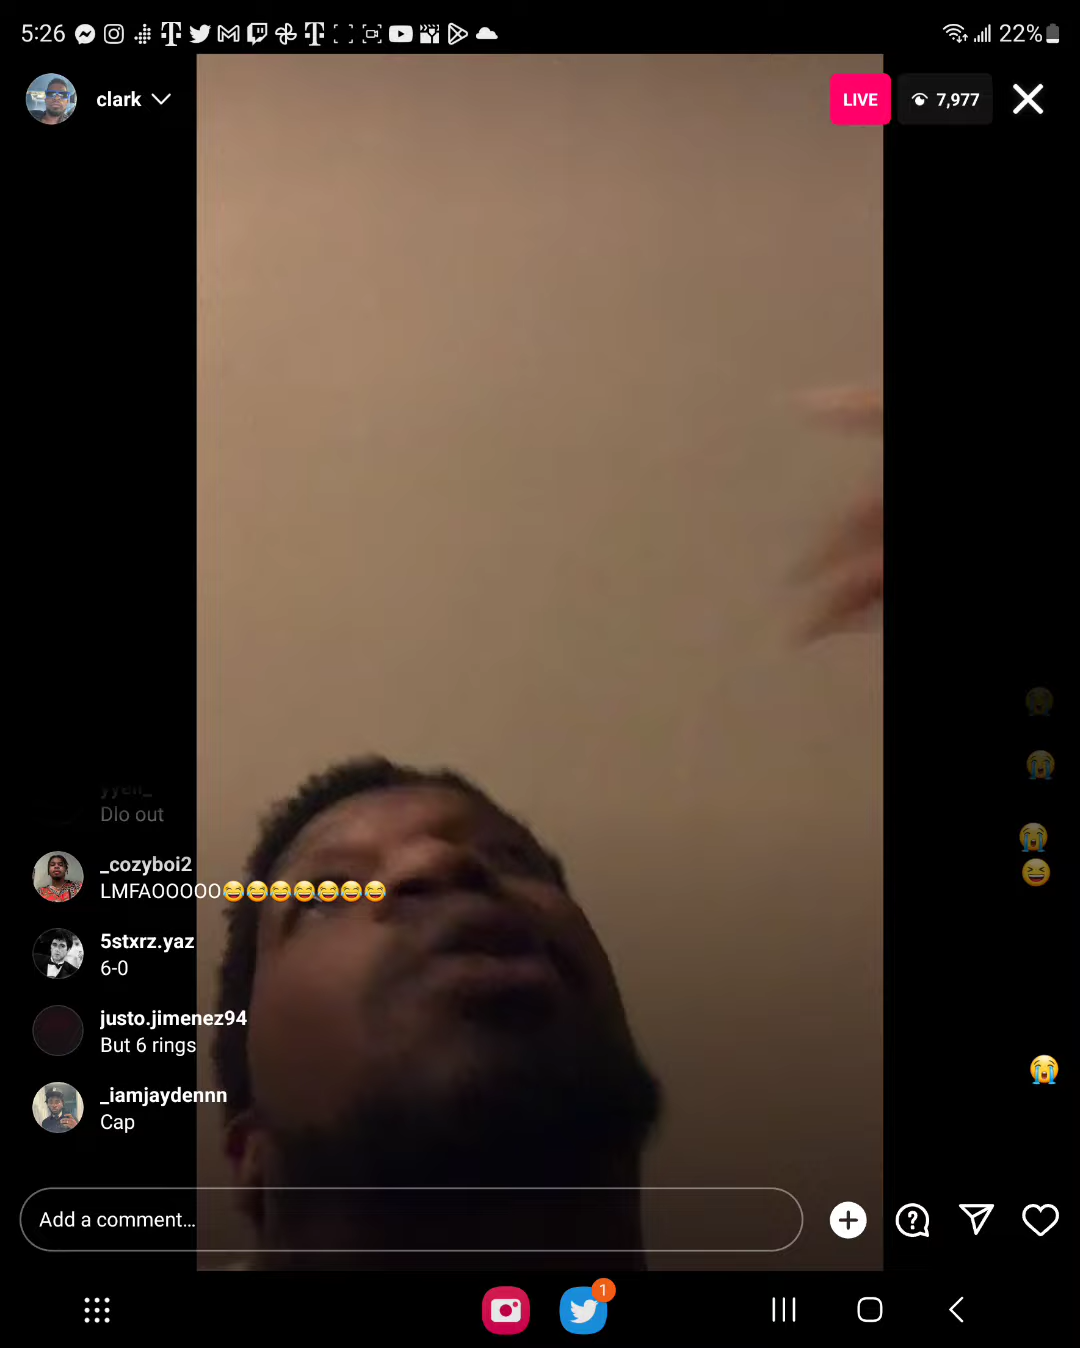 5:26
22%
clark
LIVE
7,977
Dlo out
_cozyboi2
LMFAOOOOO😂😂😂😂😂😂😂
5stxrz.yaz
6-0
justo.jimenez94
But 6 rings
_iamjaydennn
Cap
Add a comment...
1